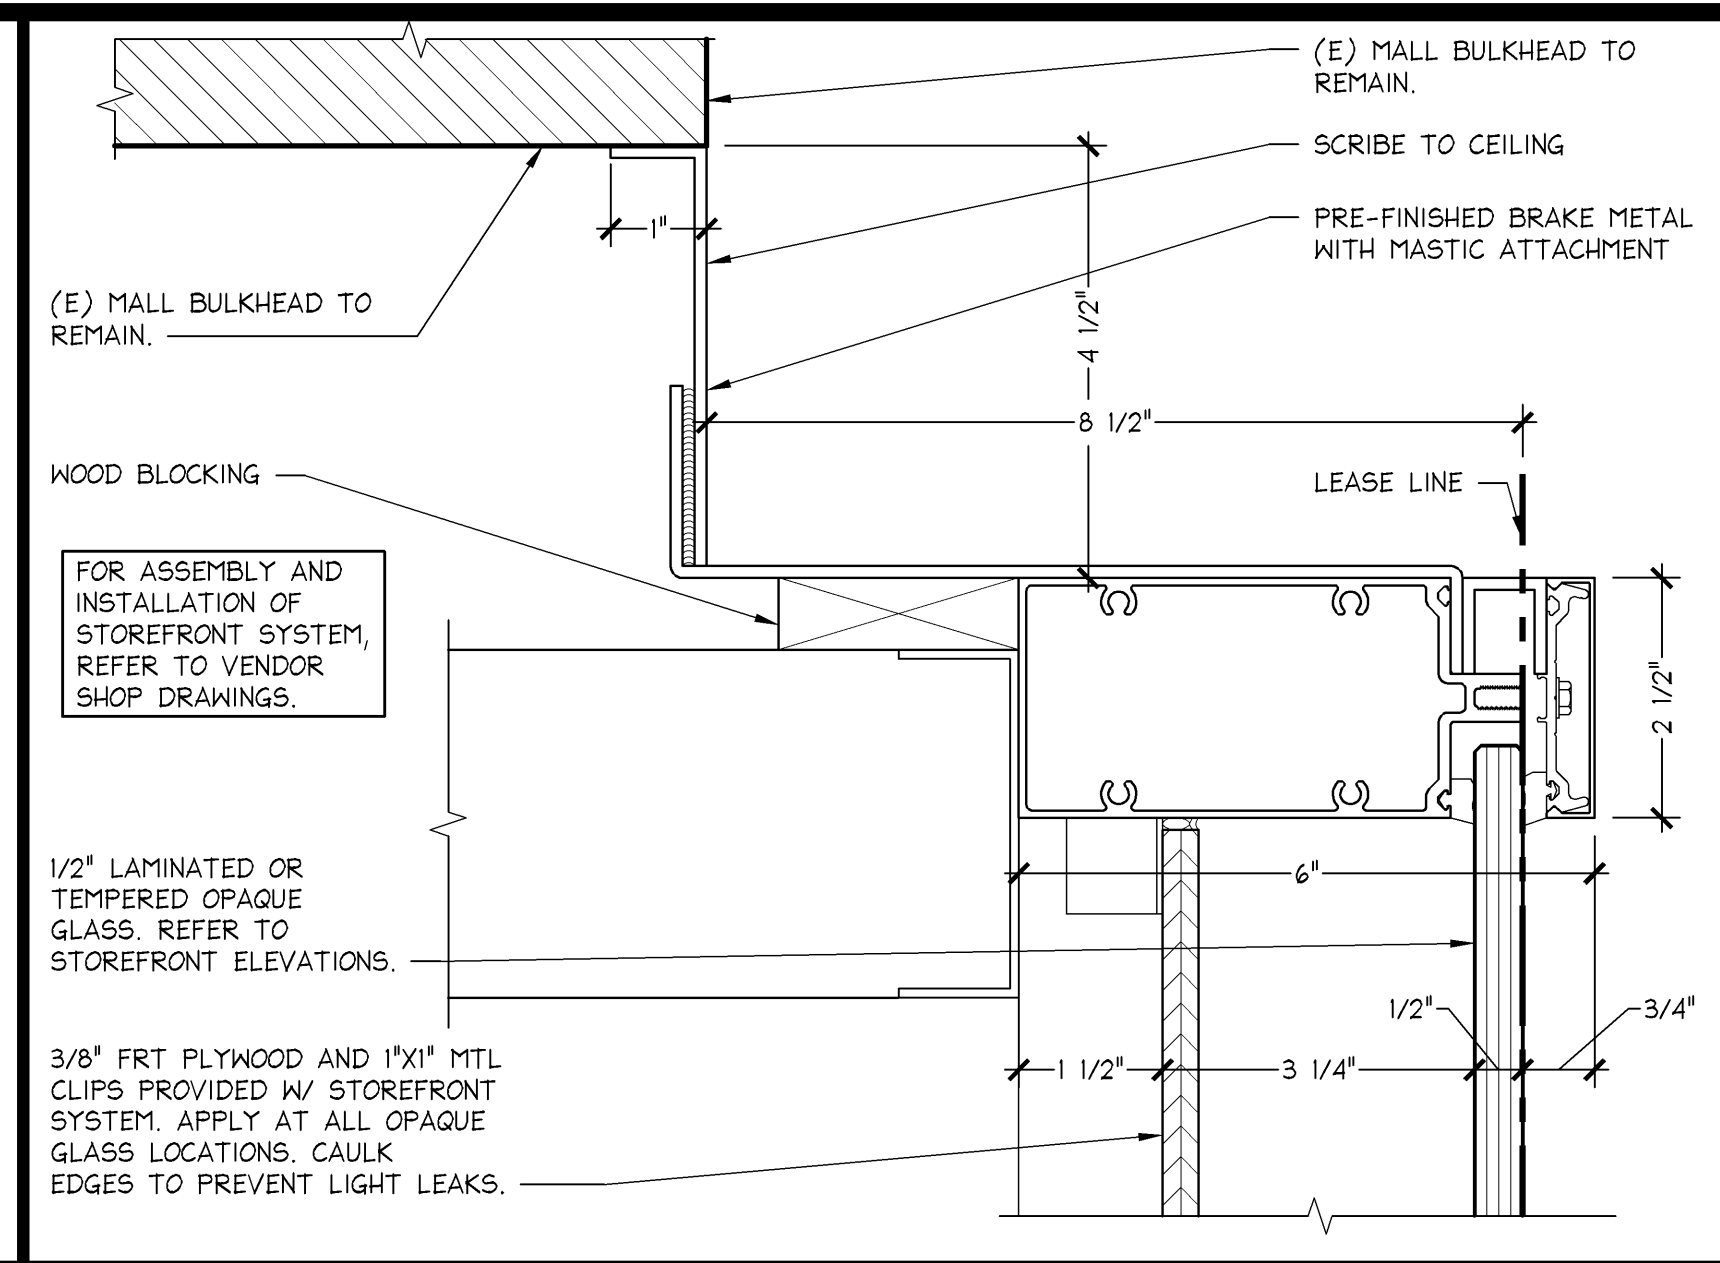 (E) MALL BULKHEAD TO
REMAIN.
SCRIBE TO CEILING
PRE-FINISHED BRAKE METAL
WITH MASTIC ATTACHMENT
1"
4 1/2"
(E) MALL BULKHEAD TO
REMAIN.
8 1/2"
WOOD BLOCKING
LEASE LINE
FOR ASSEMBLY AND
INSTALLATION OF
STOREFRONT SYSTEM,
REFER TO VENDOR
SHOP DRAWINGS.
2 1/2"
1/2" LAMINATED OR
TEMPERED OPAQUE
GLASS. REFER TO
STOREFRONT ELEVATIONS.
6"
1/2"
3/4"
3/8" FRT PLYWOOD AND 1"X1" MTL
CLIPS PROVIDED W/ STOREFRONT
SYSTEM. APPLY AT ALL OPAQUE
GLASS LOCATIONS. CAULK
EDGES TO PREVENT LIGHT LEAKS.
1 1/2"
3 1/4"